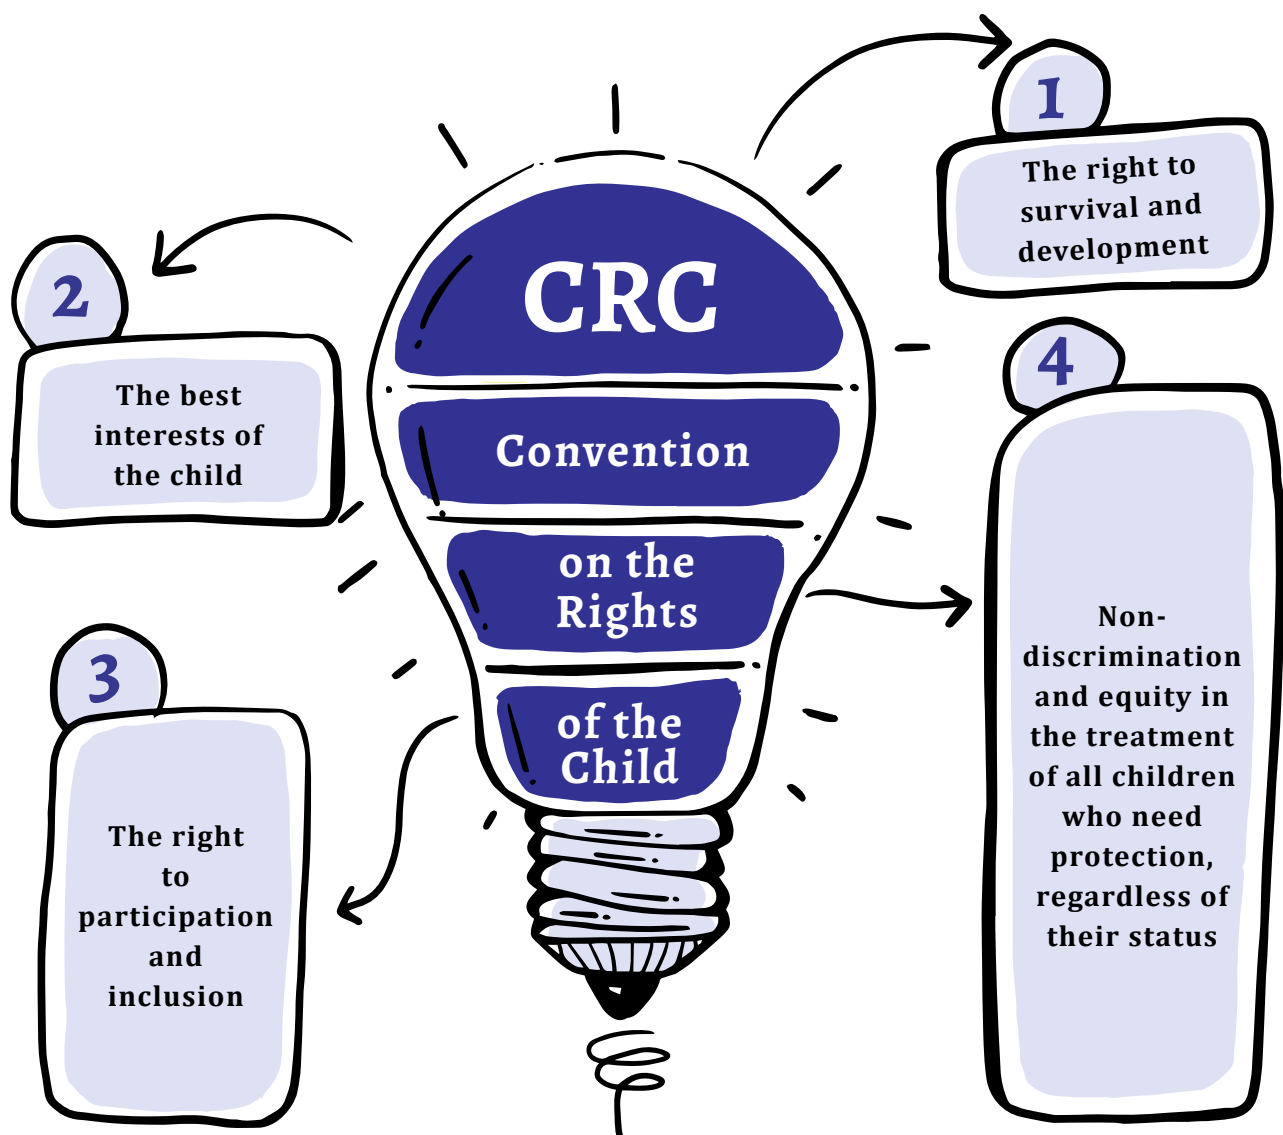 CRC
Convention
on the
Rights
of the
Child
1
The right to
survival and
development
2
The best
interests of
the child
3
The right
to
participation
and
inclusion
4
Non-
discrimination
and equity in
the treatment
of all children
who need
protection,
regardless of
their status